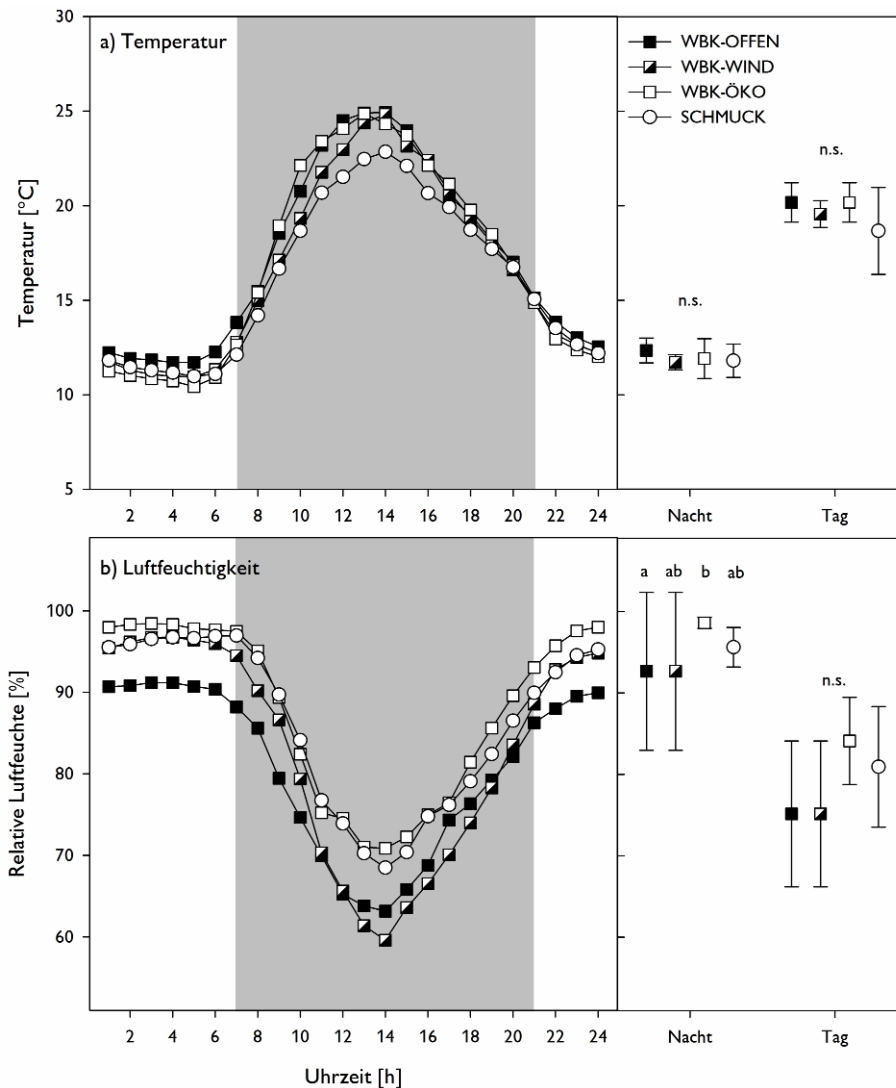 30
a) Temperatur
WBK-OFFEN
WBK-WIND
WBK-ÖKO
SCHMUCK
25
n.s.
20
Temperatur [°C]
15
n.s.
10
5
2 4 6 8 10 12 14 16 18 20 22 24 Nacht Tag
b) Luftfeuchtigkeit
a ab b ab
100
90
n.s.
80
Relative Luftfeuchte [%]
70
60
2 4 6 8 10 12 14 16 18 20 22 24 Nacht Tag
Uhrzeit [h]